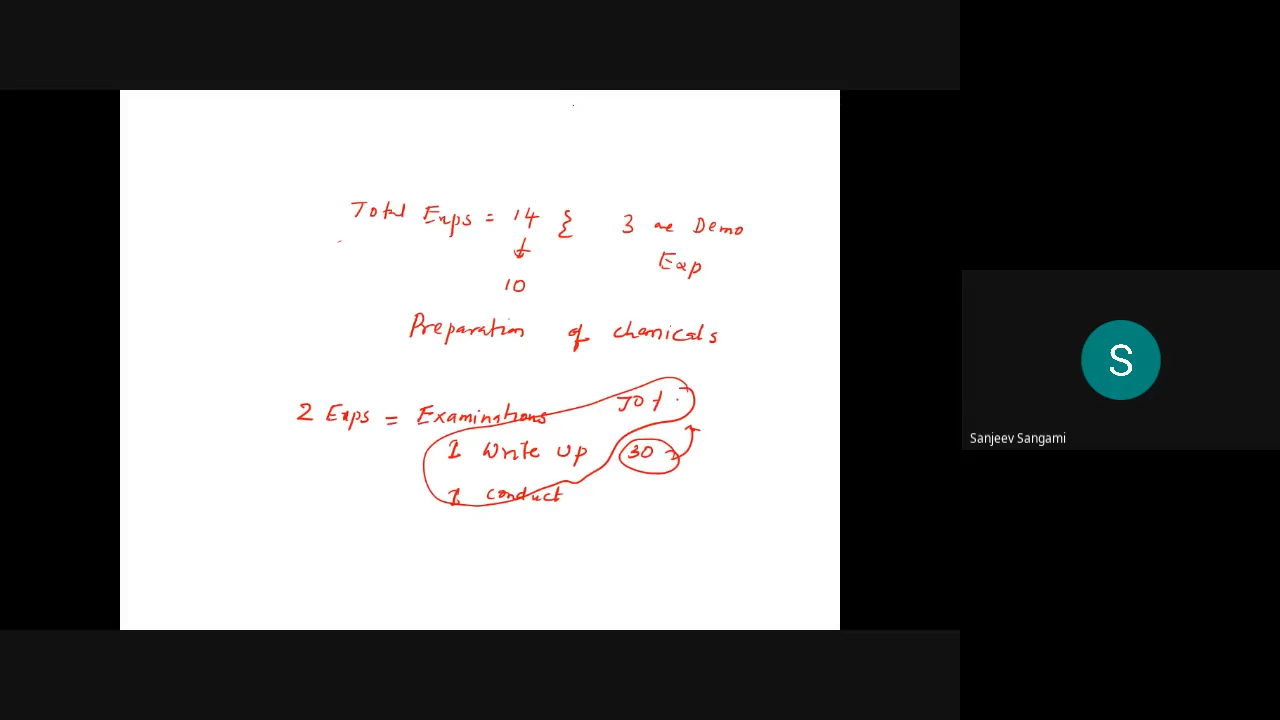 Total Exps = 14 { 3 are Demo
Exp
10
Preparation of chemicals
2 Exps = Examinations 70 %
1 Write up 30
1 conduct
S
Sanjeev Sangami